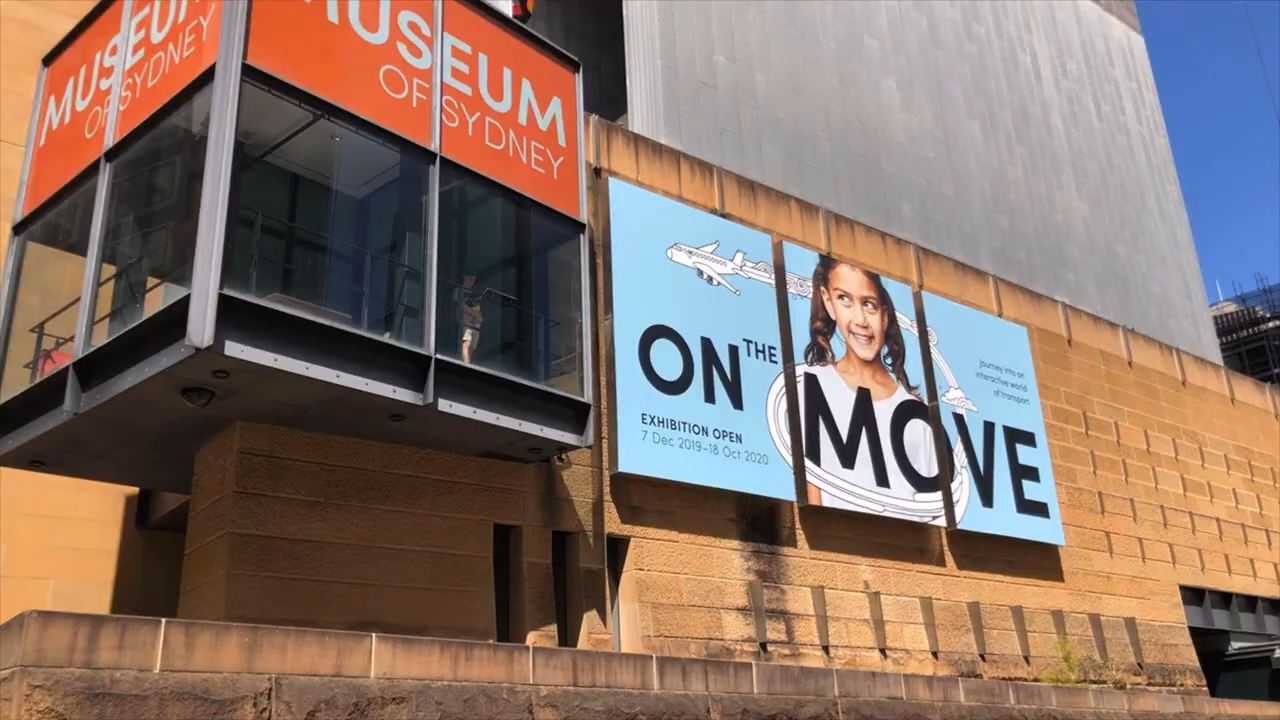 MUSEUM
OF SYDNEY
MUSEUM
OF SYDNEY
ON THE
MOVE
EXHIBITION OPEN
7 Dec 2019–18 Oct 2020
journey into an
interactive world
of transport